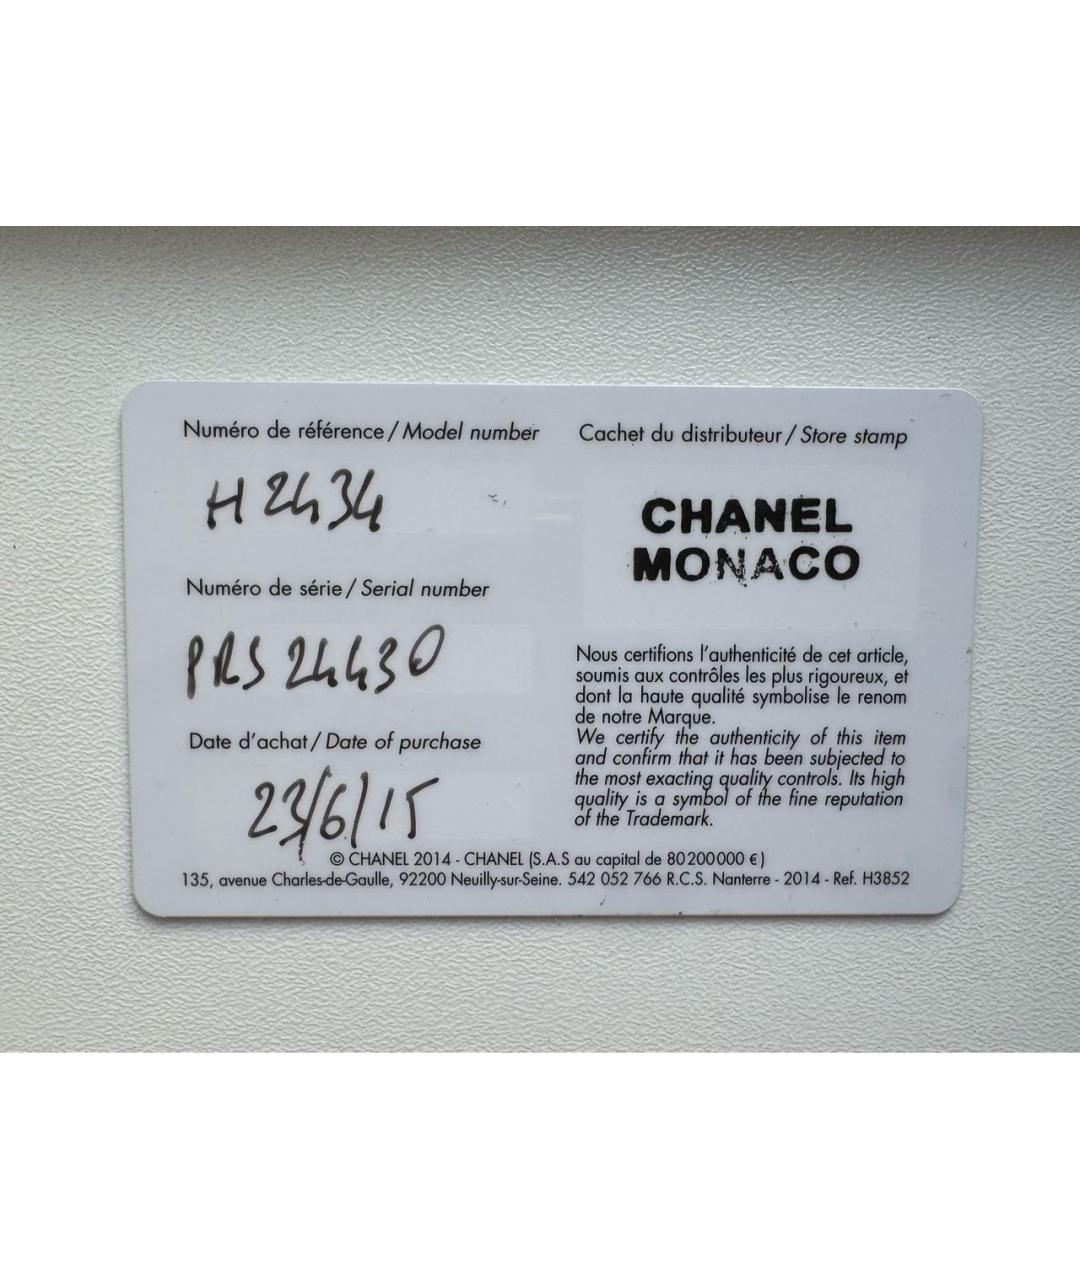 Numéro de référence / Model number
H2434
Numéro de série / Serial number
PRS 24430
Date d'achat / Date of purchase
23/6/15
Cachet du distributeur / Store stamp
CHANEL
MONACO
Nous certifions l'authenticité de cet article,
soumis aux contrôles les plus rigoureux, et
dont la haute qualité symbolise le renom
de notre Marque.
We certify the authenticity of this item
and confirm that it has been subjected to
the most exacting quality controls. Its high
quality is a symbol of the fine reputation
of the Trademark.
© CHANEL 2014 - CHANEL (S.A.S au capital de 80200000 €)
135, avenue Charles-de-Gaulle, 92200 Neuilly-sur-Seine. 542 052 766 R.C.S. Nanterre - 2014 - Ref. H3852